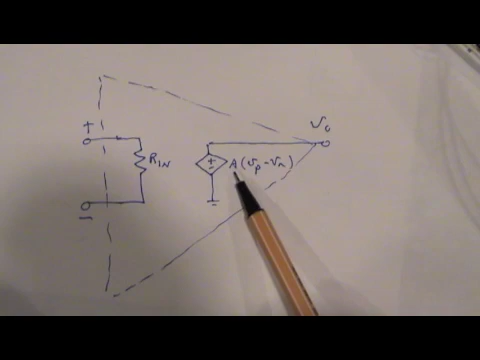 +
R_IN
−
+
−
A(v_p-v_n)
v_o